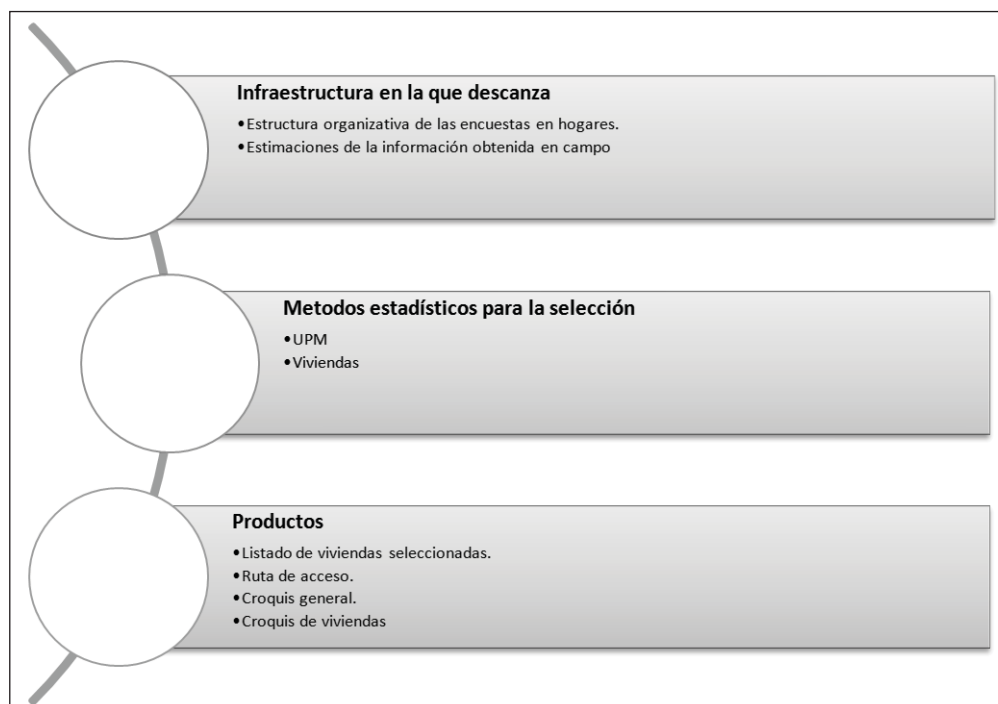 Infraestructura en la que descanza
•Estructura organizativa de las encuestas en hogares.
•Estimaciones de la información obtenida en campo
Metodos estadísticos para la selección
•UPM
•Viviendas
Productos
•Listado de viviendas seleccionadas.
•Ruta de acceso.
•Croquis general.
•Croquis de viviendas